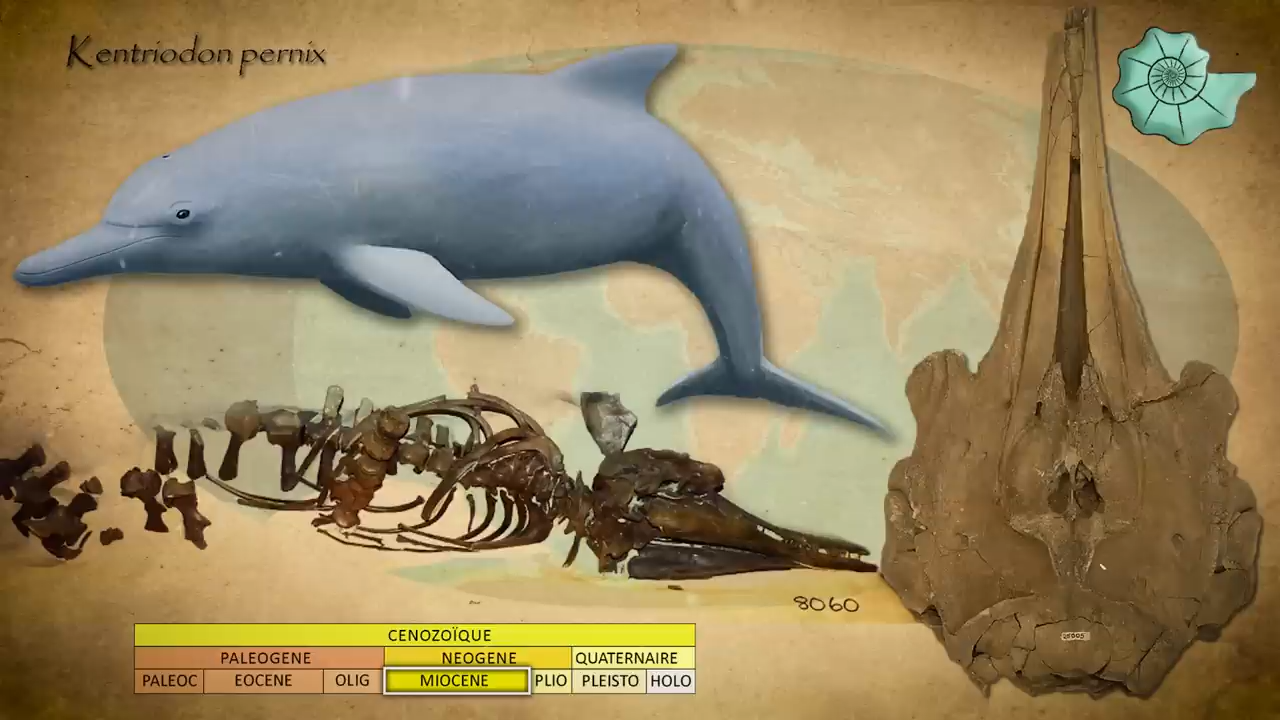 Kentriodon pernix
8060
CENOZOÏQUE
PALEOGENE NEOGENE QUATERNAIRE
PALEOC EOCENE OLIG MIOCENE PLIO PLEISTO HOLO